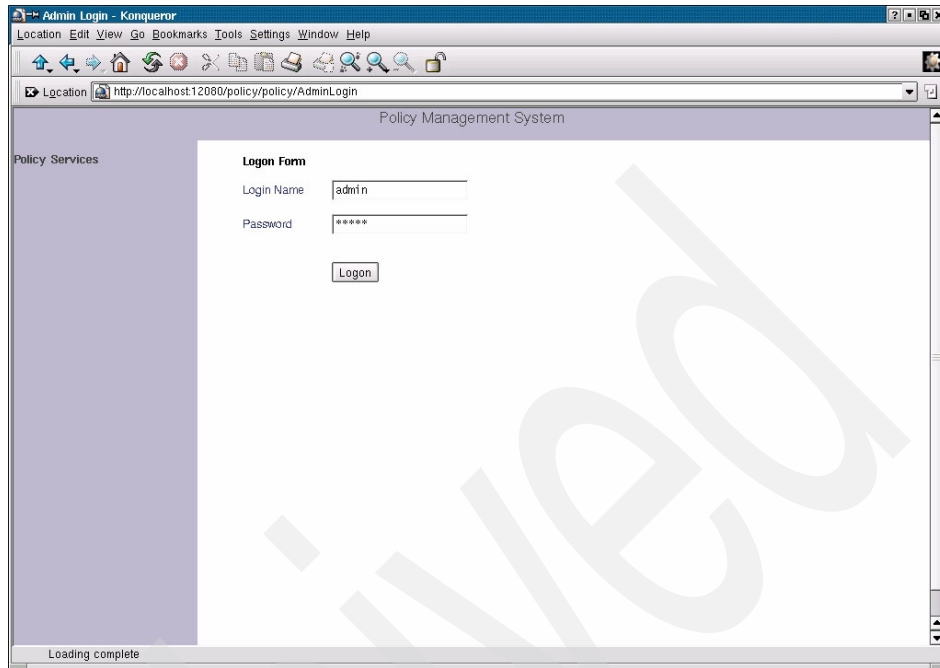 Admin Login - Konqueror
Location Edit View Go Bookmarks Tools Settings Window Help
Location http://localhost:12080/policy/policy/AdminLogin
Policy Management System
Policy Services
Logon Form
Login Name admin
Password *****
Logon
Loading complete